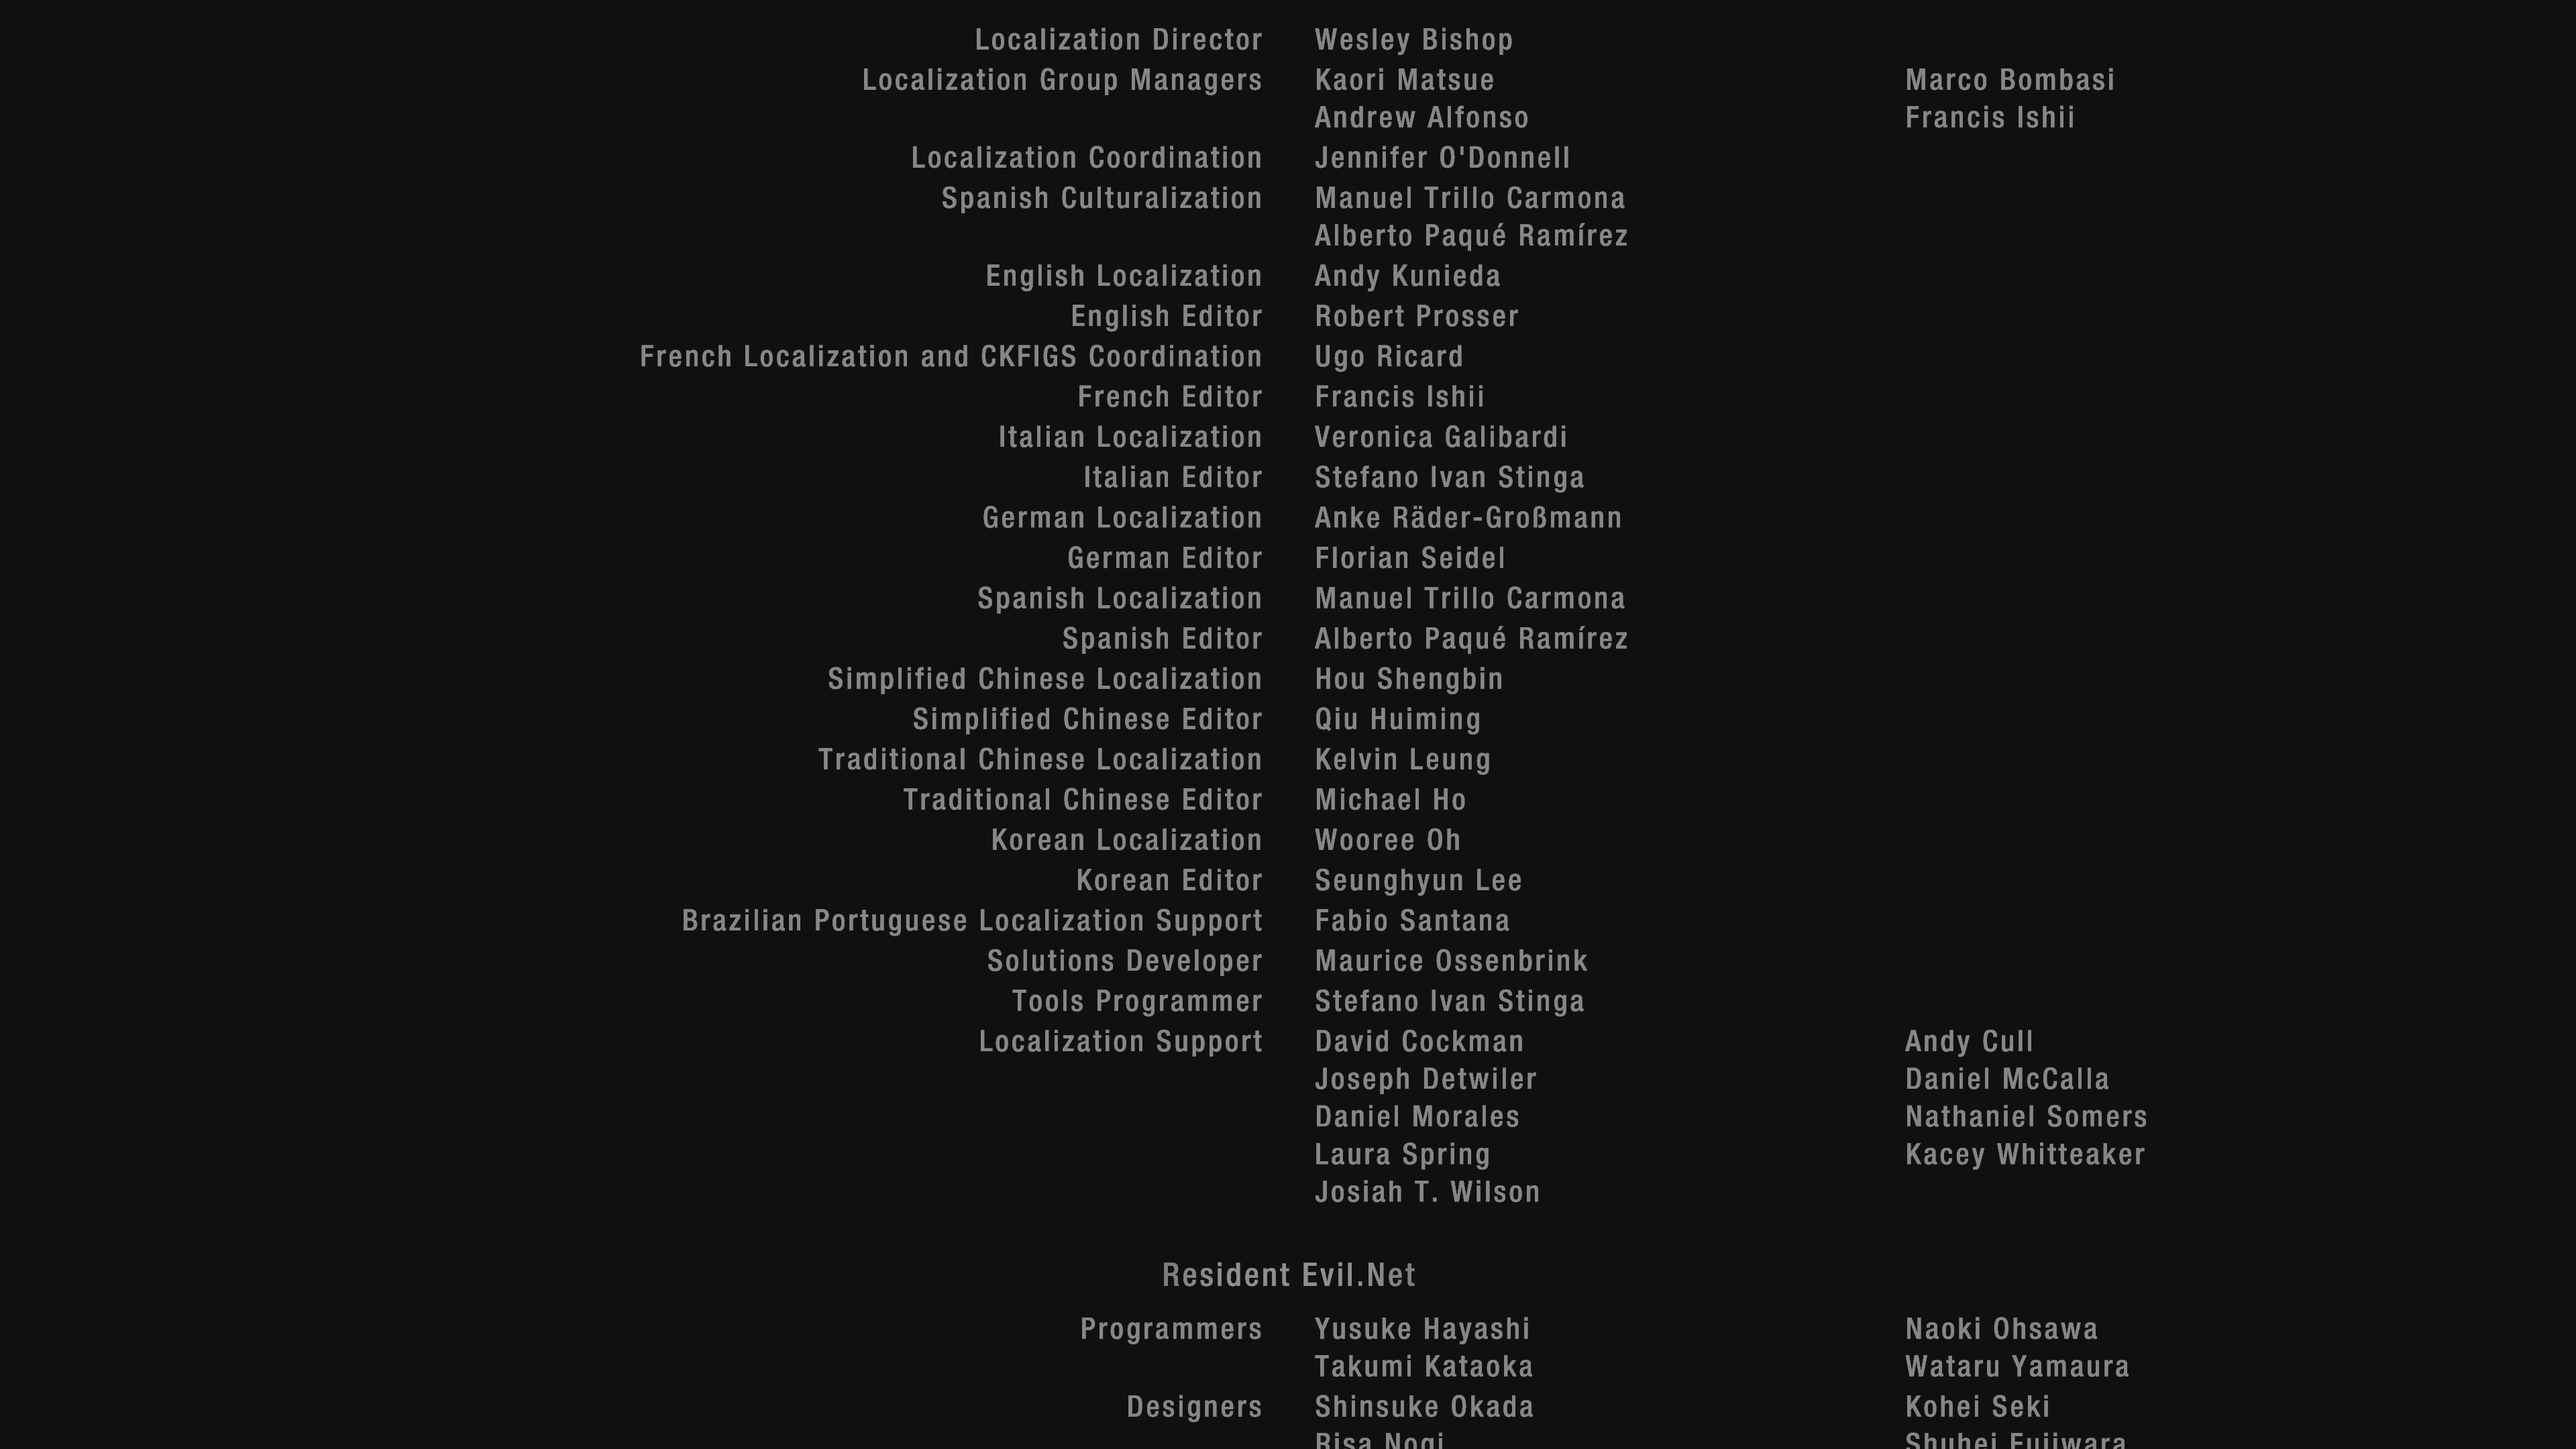 Localization Director Wesley Bishop
Localization Group Managers Kaori Matsue Marco Bombasi
Andrew Alfonso Francis Ishii
Localization Coordination Jennifer O'Donnell
Spanish Culturalization Manuel Trillo Carmona
Alberto Paqué Ramírez
English Localization Andy Kunieda
English Editor Robert Prosser
French Localization and CKFIGS Coordination Ugo Ricard
French Editor Francis Ishii
Italian Localization Veronica Galibardi
Italian Editor Stefano Ivan Stinga
German Localization Anke Räder-Großmann
German Editor Florian Seidel
Spanish Localization Manuel Trillo Carmona
Spanish Editor Alberto Paqué Ramírez
Simplified Chinese Localization Hou Shengbin
Simplified Chinese Editor Qiu Huiming
Traditional Chinese Localization Kelvin Leung
Traditional Chinese Editor Michael Ho
Korean Localization Wooree Oh
Korean Editor Seunghyun Lee
Brazilian Portuguese Localization Support Fabio Santana
Solutions Developer Maurice Ossenbrink
Tools Programmer Stefano Ivan Stinga
Localization Support David Cockman Andy Cull
Joseph Detwiler Daniel McCalla
Daniel Morales Nathaniel Somers
Laura Spring Kacey Whitteaker
Josiah T. Wilson
Resident Evil.Net
Programmers Yusuke Hayashi Naoki Ohsawa
Takumi Kataoka Wataru Yamaura
Designers Shinsuke Okada Kohei Seki
Risa Nogi Shuhei Fujiwara